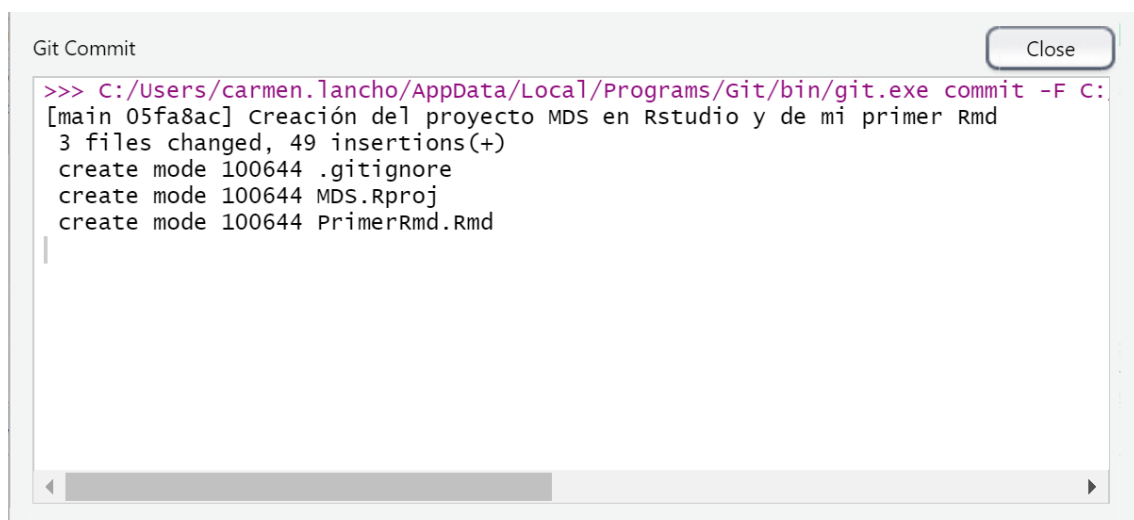 Git Commit
Close
>>> C:/Users/carmen.lancho/AppData/Local/Programs/Git/bin/git.exe commit -F C:/
[main 05fa8ac] Creación del proyecto MDS en Rstudio y de mi primer Rmd
3 files changed, 49 insertions(+)
create mode 100644 .gitignore
create mode 100644 MDS.Rproj
create mode 100644 PrimerRmd.Rmd